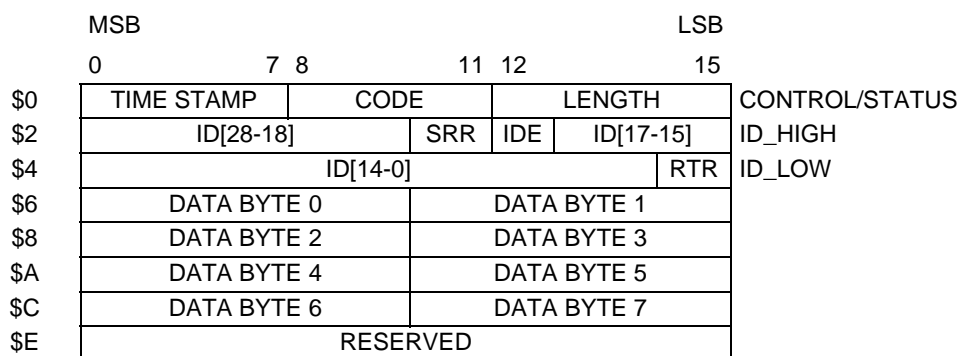 MSB LSB
0 7 8 11 12 15
$0 TIME STAMP CODE LENGTH CONTROL/STATUS
$2 ID[28-18] SRR IDE ID[17-15] ID_HIGH
$4 ID[14-0] RTR ID_LOW
$6 DATA BYTE 0 DATA BYTE 1
$8 DATA BYTE 2 DATA BYTE 3
$A DATA BYTE 4 DATA BYTE 5
$C DATA BYTE 6 DATA BYTE 7
$E RESERVED